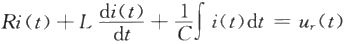 Ri(t) + L di(t)/dt + 1/C ∫ i(t)dt = u_r(t)